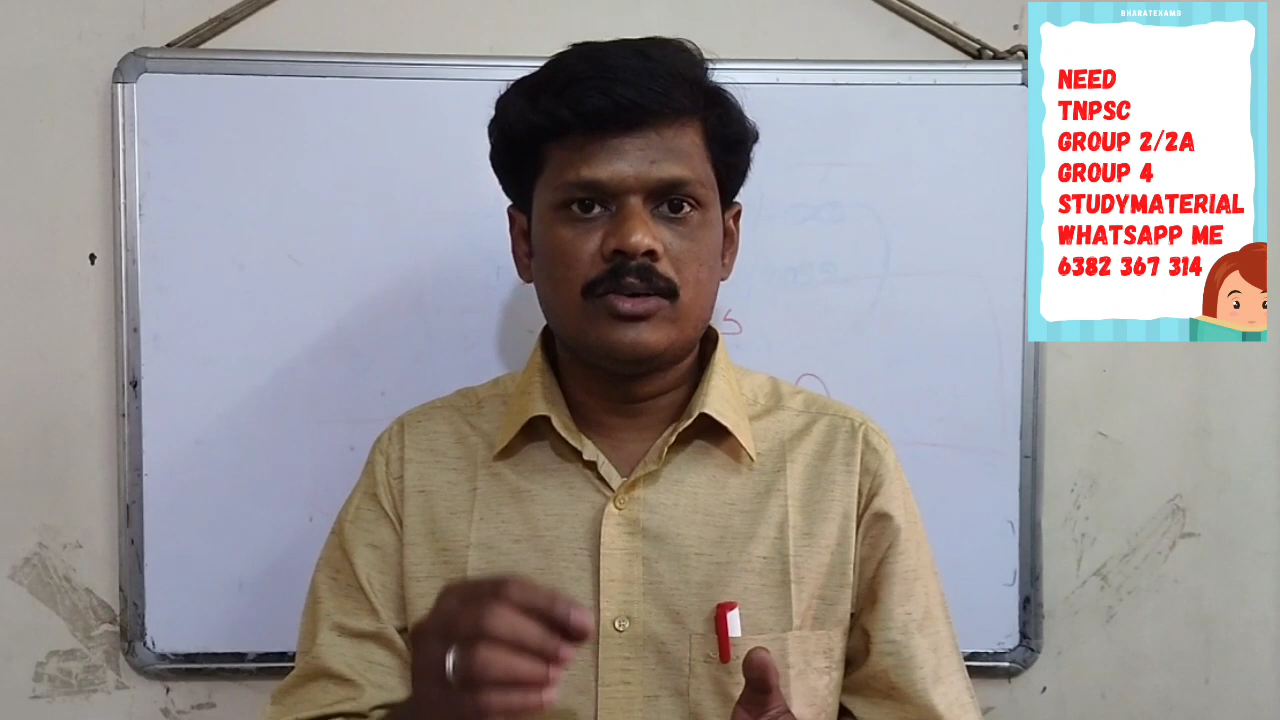 BHARATEXAMS
NEED
TNPSC
GROUP 2/2A
GROUP 4
STUDYMATERIAL
WHATSAPP ME
6382 367 314
S